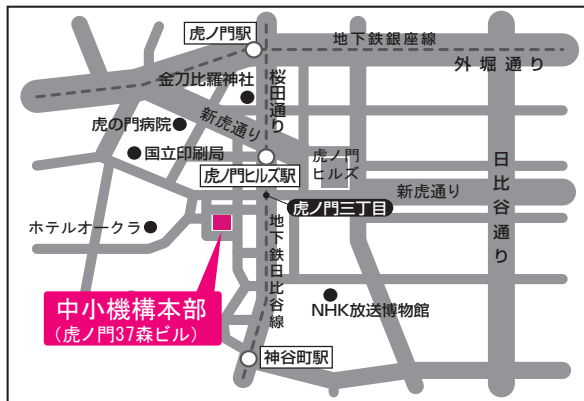 虎ノ門駅
地下鉄銀座線
外堀通り
金刀比羅神社
桜田通り
虎の門病院
新虎通り
国立印刷局
虎ノ門
ヒルズ
虎ノ門ヒルズ駅
日比谷通り
新虎通り
虎ノ門三丁目
ホテルオークラ
地下鉄日比谷線
中小機構本部
(虎ノ門37森ビル)
NHK放送博物館
神谷町駅